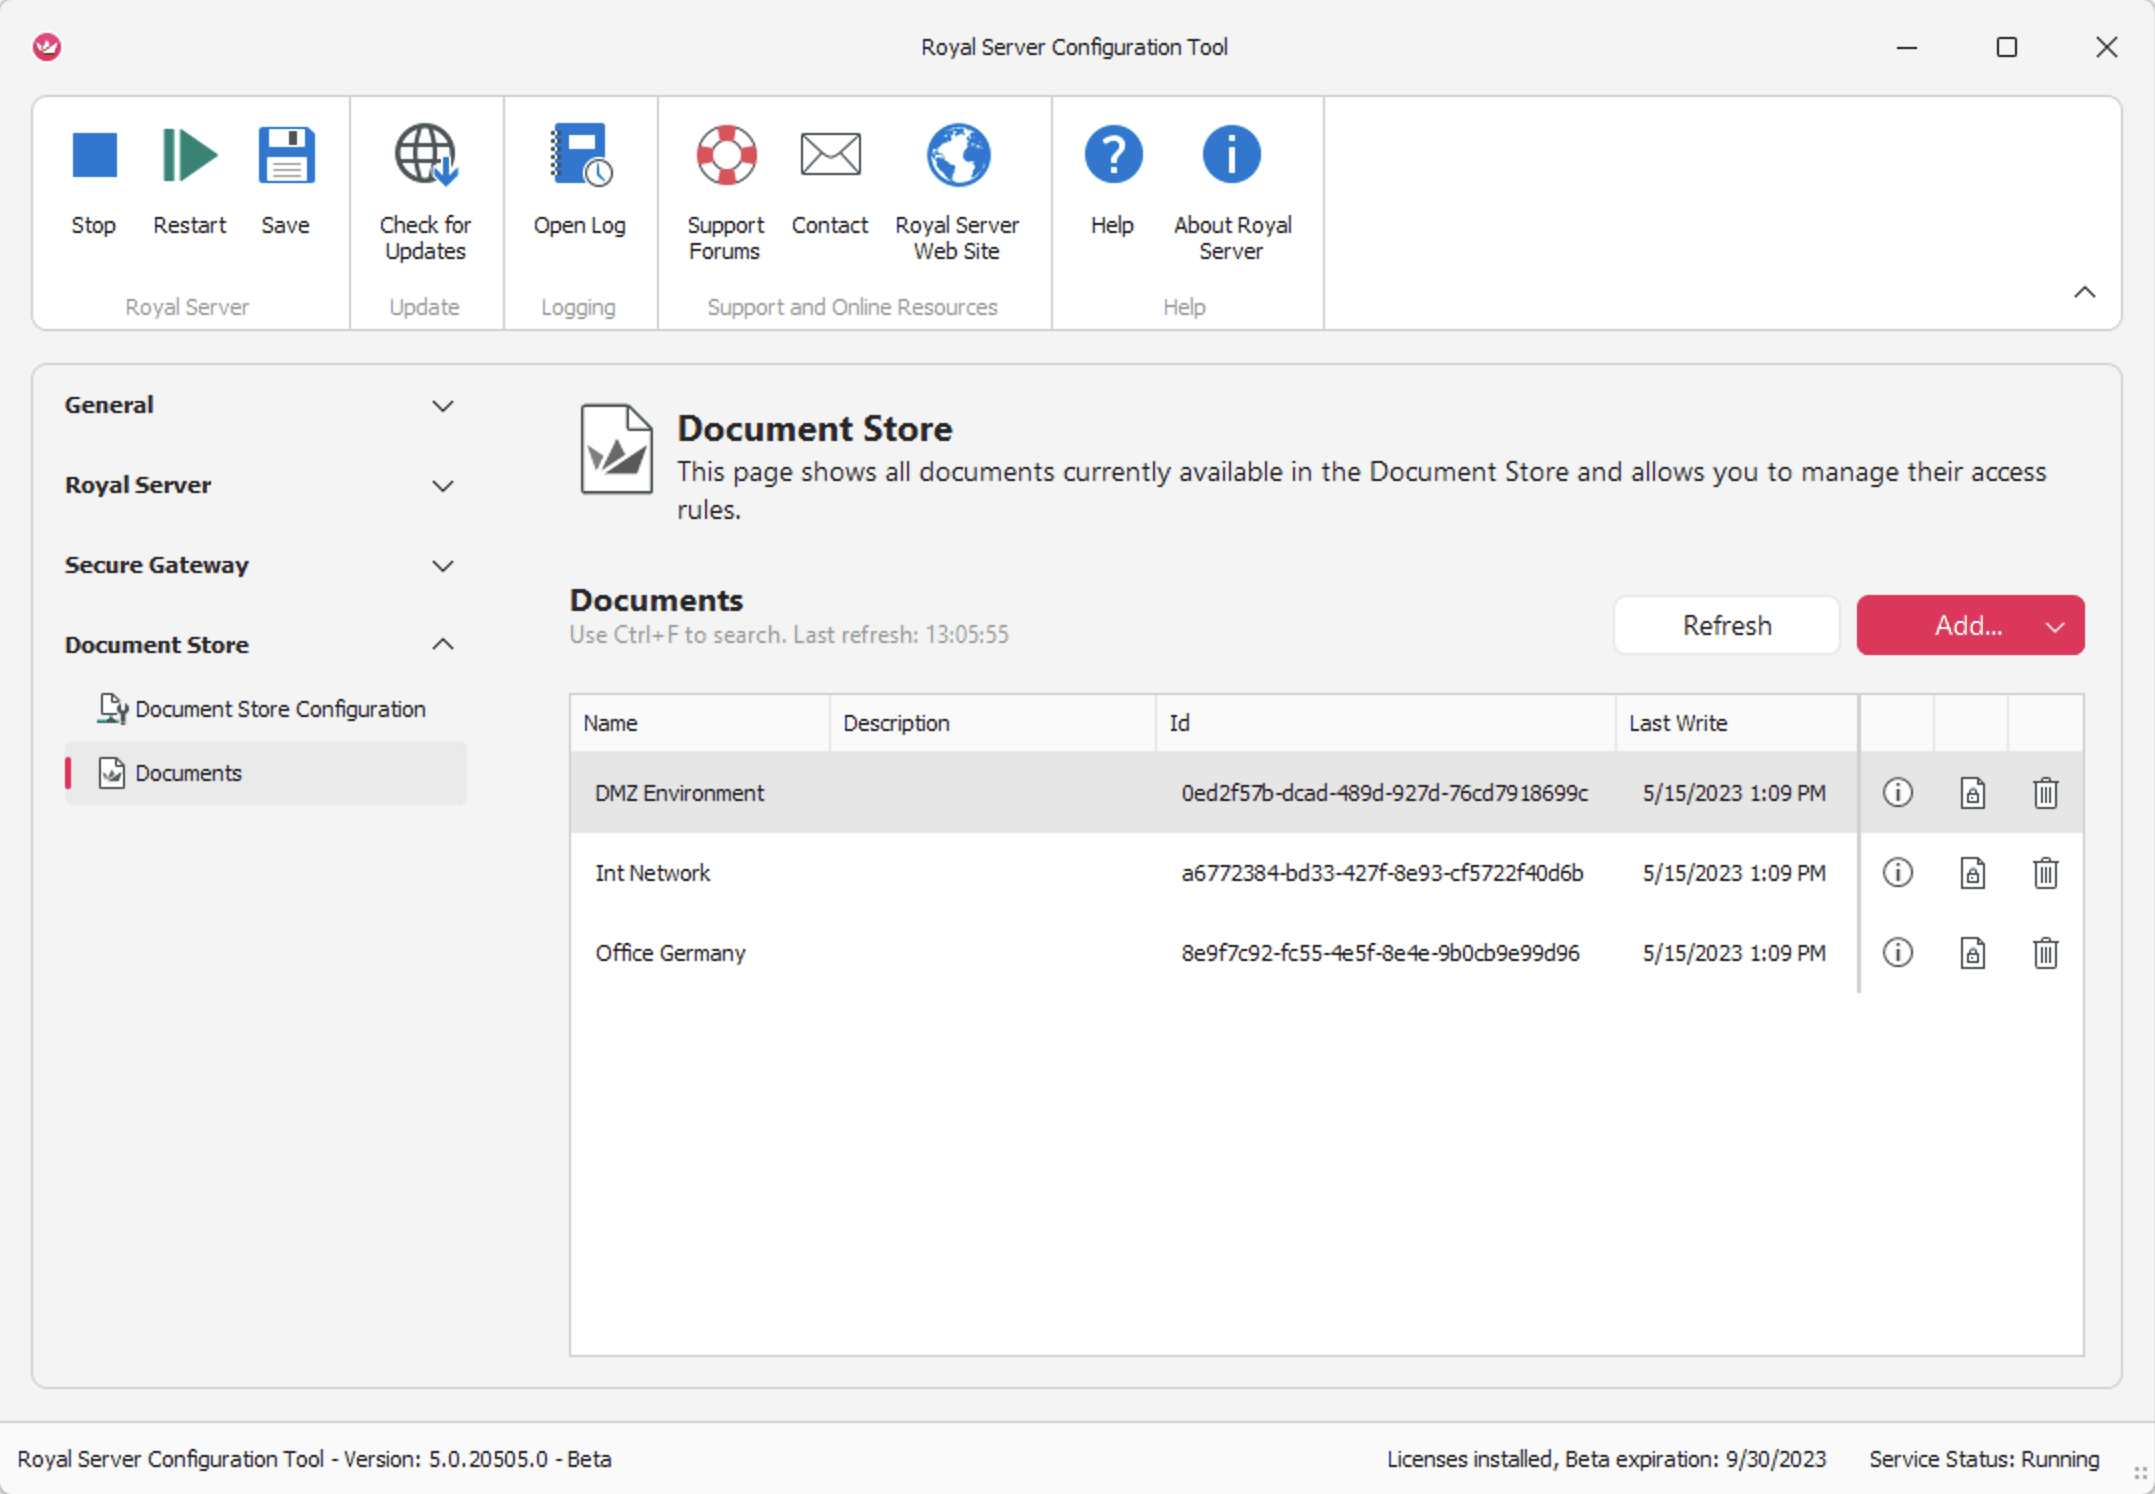 Royal Server Configuration Tool
Stop
Restart
Save
Royal Server
Check for
Updates
Update
Open Log
Logging
Support
Forums
Contact
Royal Server
Web Site
Support and Online Resources
Help
About Royal
Server
Help
General
Royal Server
Secure Gateway
Document Store
Document Store Configuration
Documents
Document Store
This page shows all documents currently available in the Document Store and allows you to manage their access
rules.
Documents
Use Ctrl+F to search. Last refresh: 13:05:55
Refresh
Add...
Name Description Id Last Write
DMZ Environment 0ed2f57b-dcad-489d-927d-76cd7918699c 5/15/2023 1:09 PM
Int Network a6772384-bd33-427f-8e93-cf5722f40d6b 5/15/2023 1:09 PM
Office Germany 8e9f7c92-fc55-4e5f-8e4e-9b0cb9e99d96 5/15/2023 1:09 PM
Royal Server Configuration Tool - Version: 5.0.20505.0 - Beta
Licenses installed, Beta expiration: 9/30/2023
Service Status: Running